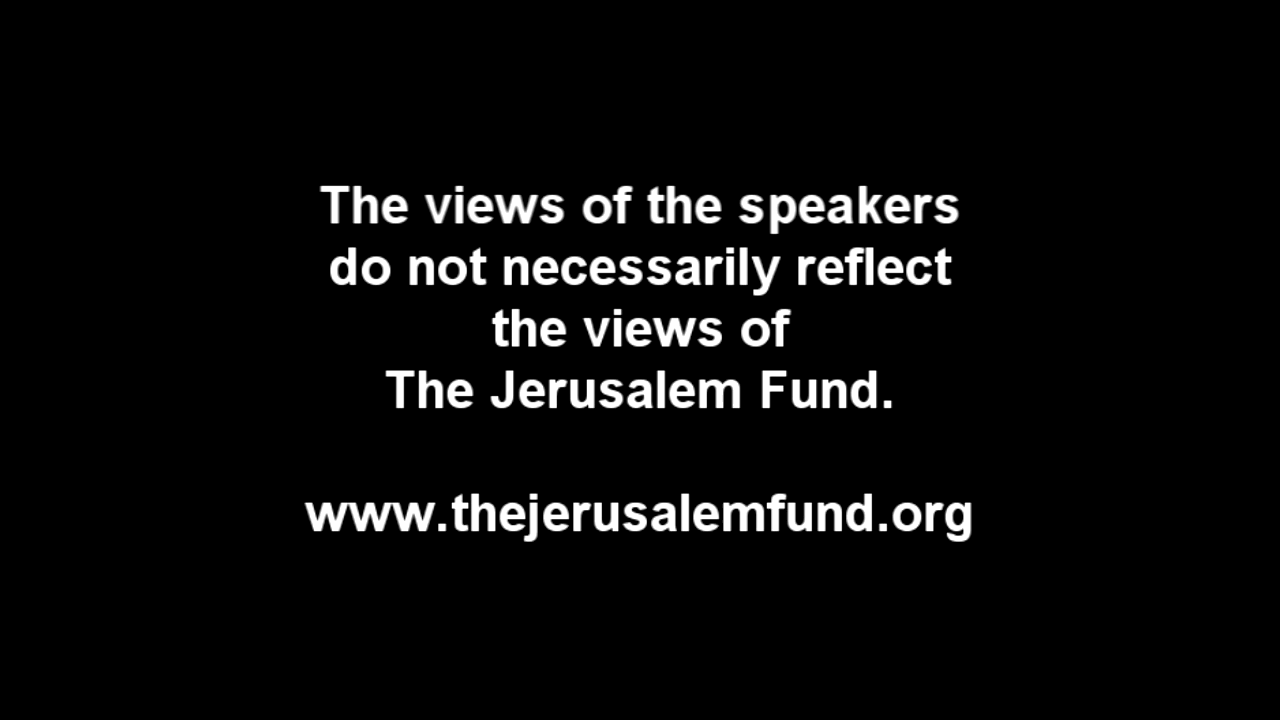 The views of the speakers
do not necessarily reflect
the views of
The Jerusalem Fund.
www.thejerusalemfund.org